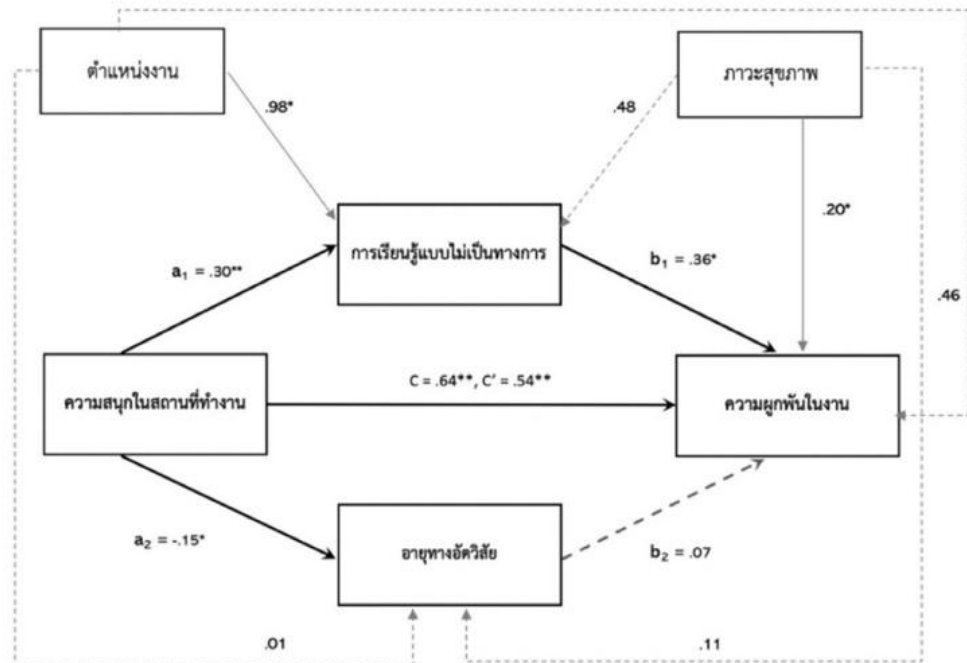 ตำแหน่งงาน
ภาวะสุขภาพ
.98*
.48
การเรียนรู้แบบไม่เป็นทางการ
.20*
a₁ = .30**
b₁ = .36*
.46
ความสนุกในสถานที่ทำงาน
C = .64**, C′ = .54**
ความผูกพันในงาน
a₂ = -.15*
อายุทางอัตวิสัย
b₂ = .07
.01
.11